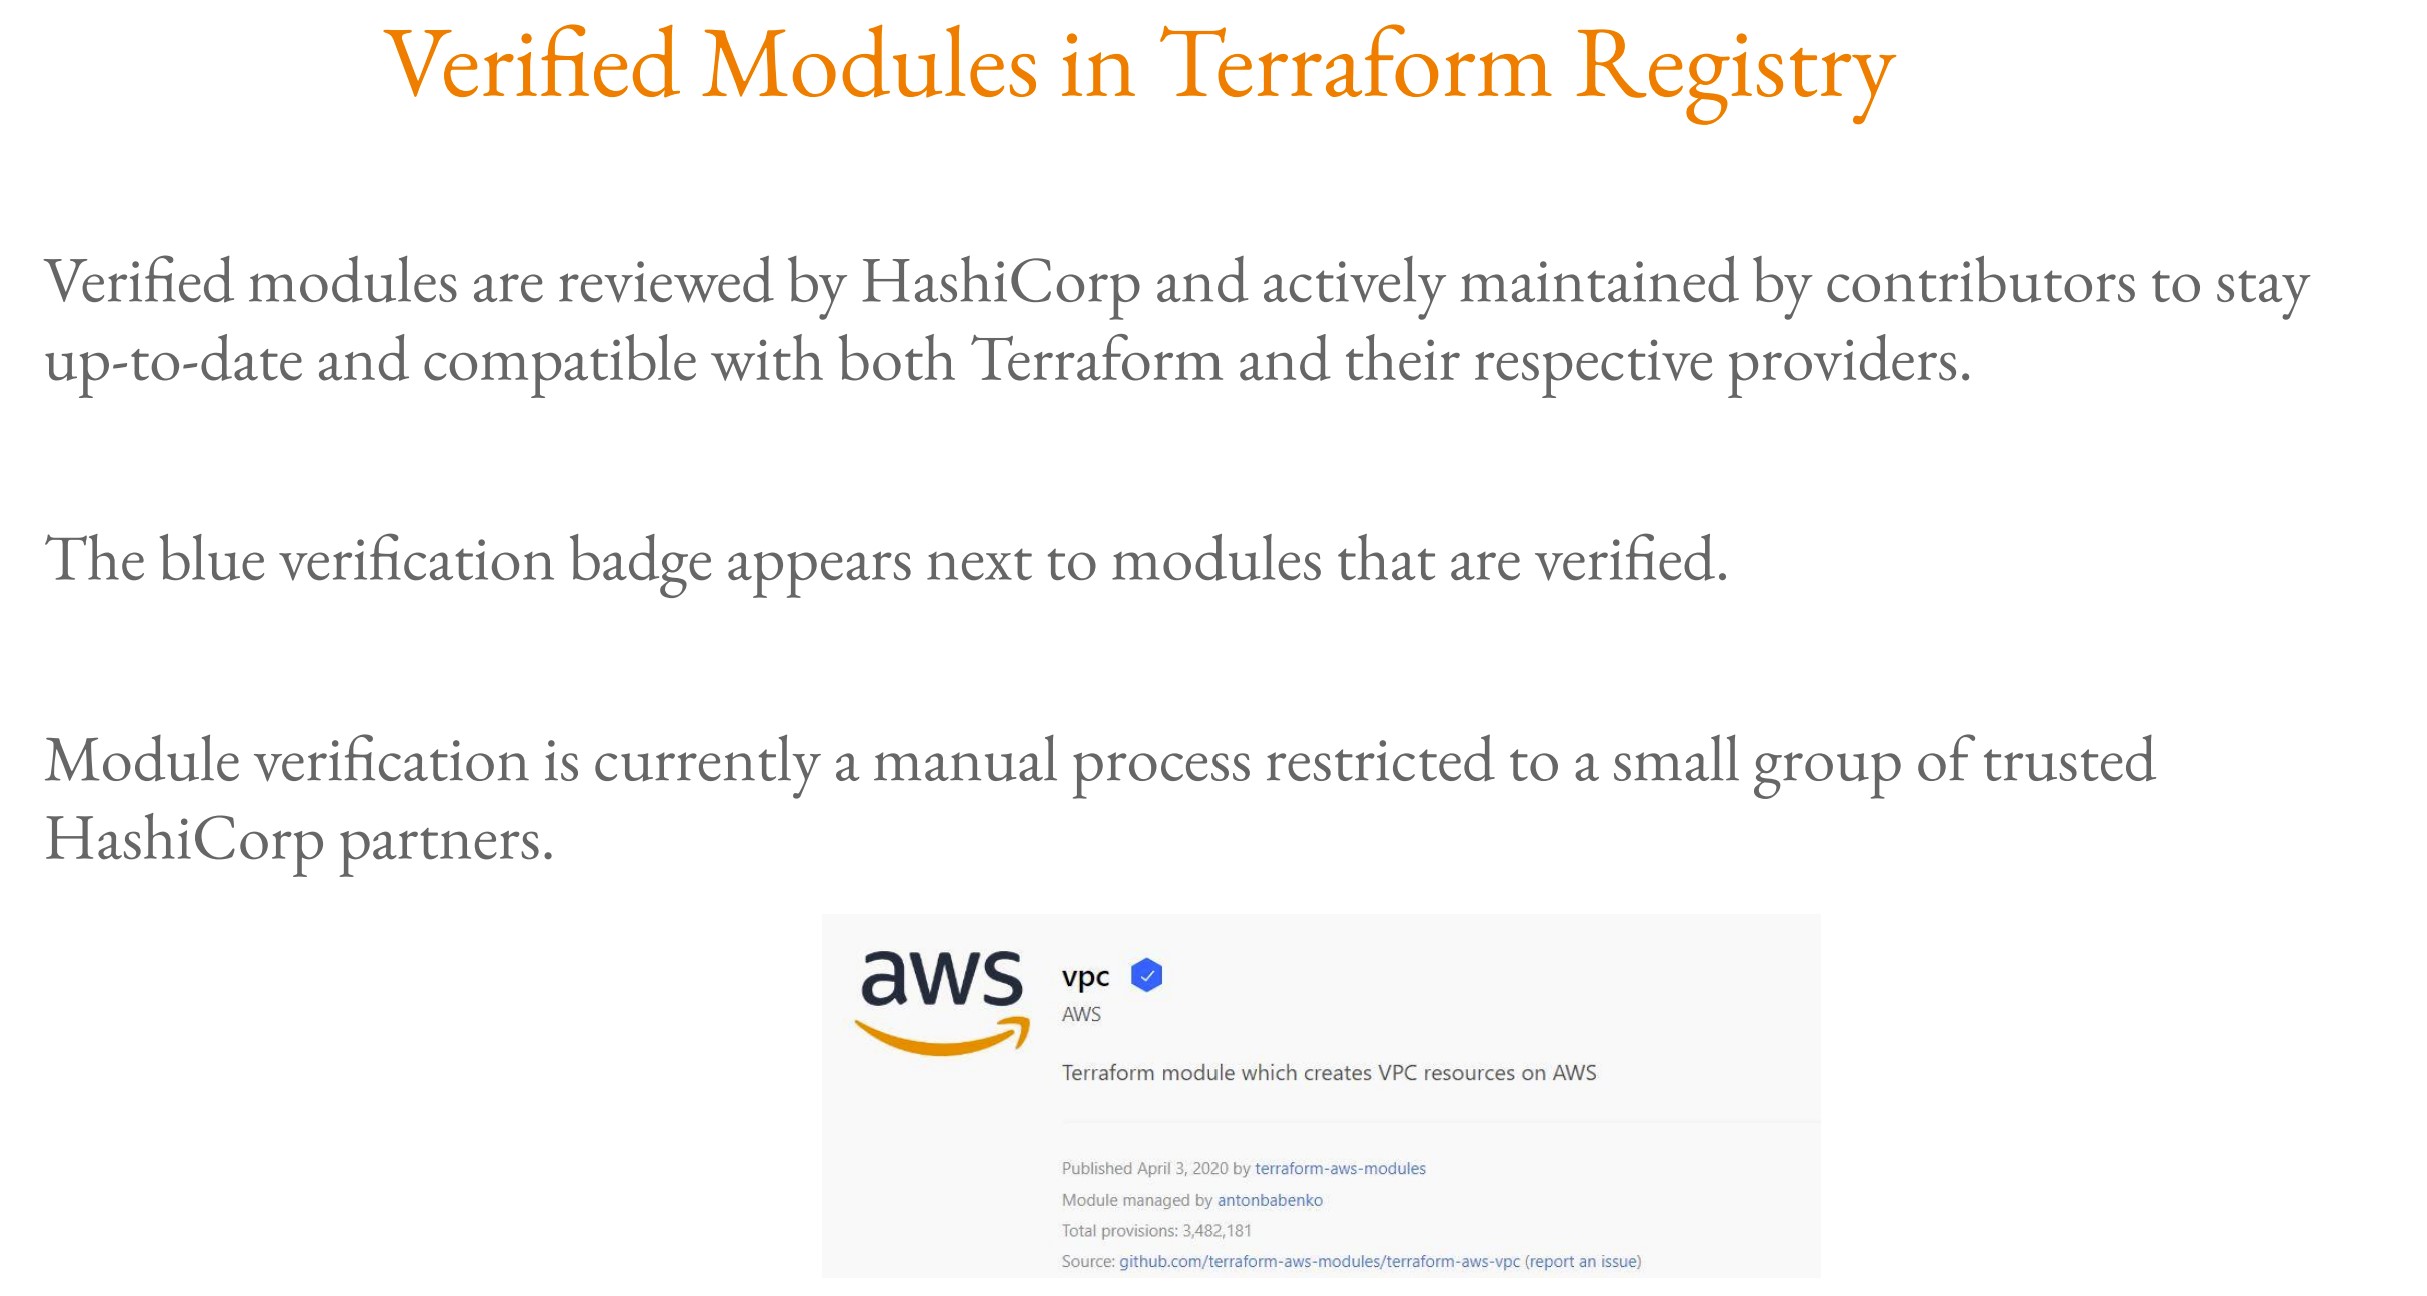 Verified Modules in Terraform Registry
Verified modules are reviewed by HashiCorp and actively maintained by contributors to stay
up-to-date and compatible with both Terraform and their respective providers.
The blue verification badge appears next to modules that are verified.
Module verification is currently a manual process restricted to a small group of trusted
HashiCorp partners.
aws
vpc
AWS
Terraform module which creates VPC resources on AWS
Published April 3, 2020 by terraform-aws-modules
Module managed by antonbabenko
Total provisions: 3,482,181
Source: github.com/terraform-aws-modules/terraform-aws-vpc (report an issue)